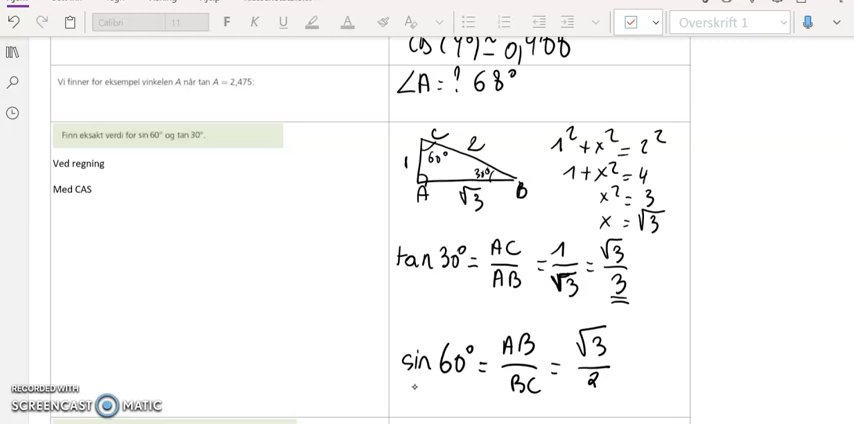 Calibri
11
F
K
U
A
A
Overskrift 1
cos(4°) ≈ 0,988
Vi finner for eksempel vinkelen A når tan A = 2,475:
∠A = ? 68°
Finn eksakt verdi for sin 60° og tan 30°.
Ved regning
Med CAS
C
2
1
60°
30°
A
B
√3
1² + x² = 2²
1 + x² = 4
x² = 3
x = √3
tan 30° = AC/AB = 1/√3 = √3/3
sin 60° = AB/BC = √3/2
RECORDED WITH
SCREENCAST MATIC